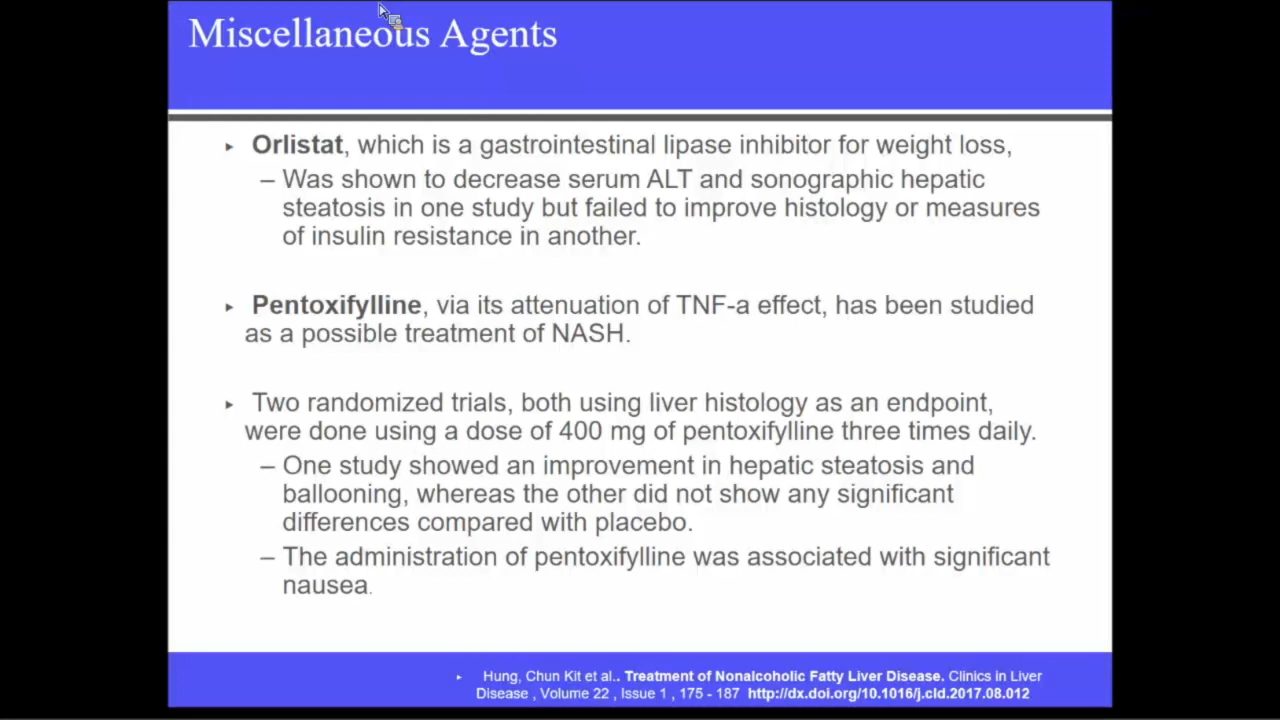 Miscellaneous Agents
▸ Orlistat, which is a gastrointestinal lipase inhibitor for weight loss,
– Was shown to decrease serum ALT and sonographic hepatic
steatosis in one study but failed to improve histology or measures
of insulin resistance in another.
▸ Pentoxifylline, via its attenuation of TNF-a effect, has been studied
as a possible treatment of NASH.
▸ Two randomized trials, both using liver histology as an endpoint,
were done using a dose of 400 mg of pentoxifylline three times daily.
– One study showed an improvement in hepatic steatosis and
ballooning, whereas the other did not show any significant
differences compared with placebo.
– The administration of pentoxifylline was associated with significant
nausea.
▸ Hung, Chun Kit et al.. Treatment of Nonalcoholic Fatty Liver Disease. Clinics in Liver
Disease , Volume 22 , Issue 1 , 175 - 187 http://dx.doi.org/10.1016/j.cld.2017.08.012